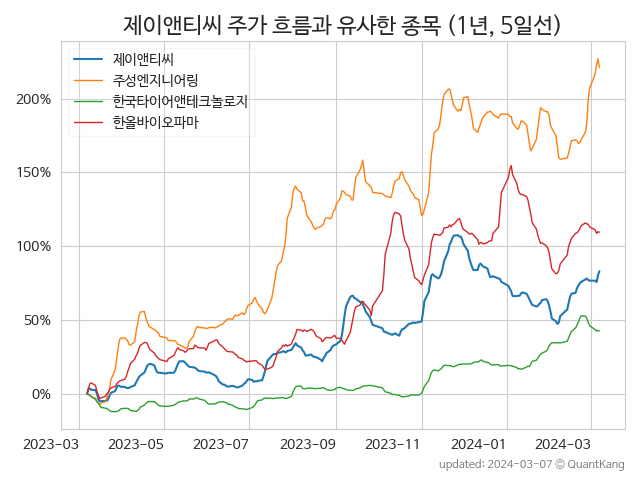 제이앤티씨 주가 흐름과 유사한 종목 (1년, 5일선)
제이앤티씨
주성엔지니어링
한국타이어앤테크놀로지
한올바이오파마
200%
150%
100%
50%
0%
2023-03 2023-05 2023-07 2023-09 2023-11 2024-01 2024-03
updated: 2024-03-07 © QuantKang